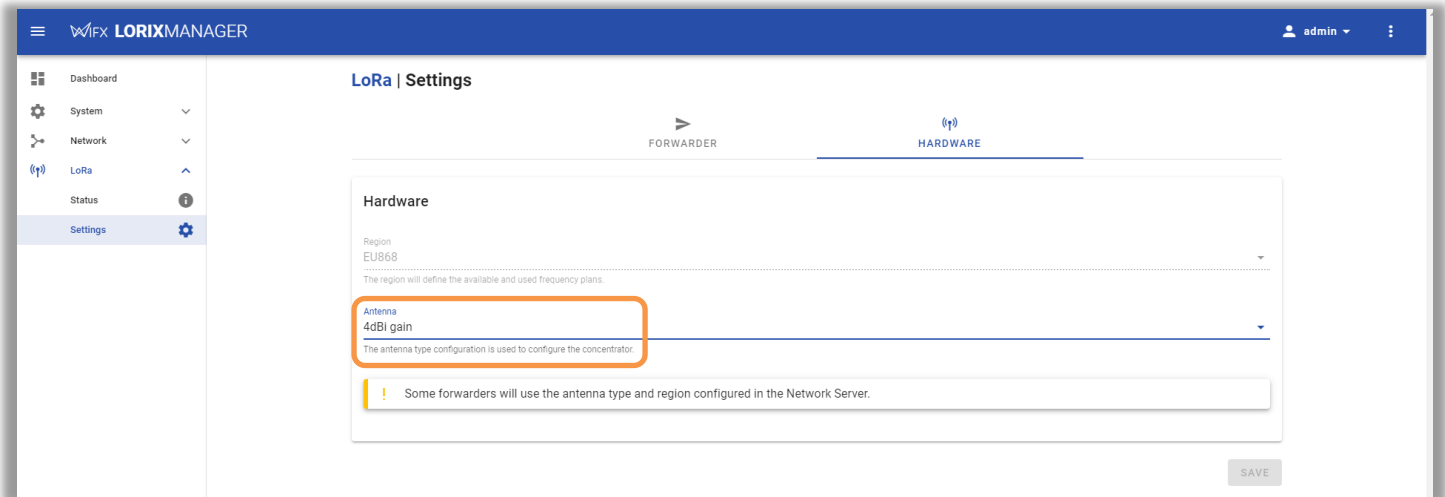 WIFX LORIXMANAGER
admin
Dashboard
System
Network
LoRa
Status
Settings
LoRa | Settings
FORWARDER
HARDWARE
Hardware
Region
EU868
The region will define the available and used frequency plans.
Antenna
4dBi gain
The antenna type configuration is used to configure the concentrator.
! Some forwarders will use the antenna type and region configured in the Network Server.
SAVE